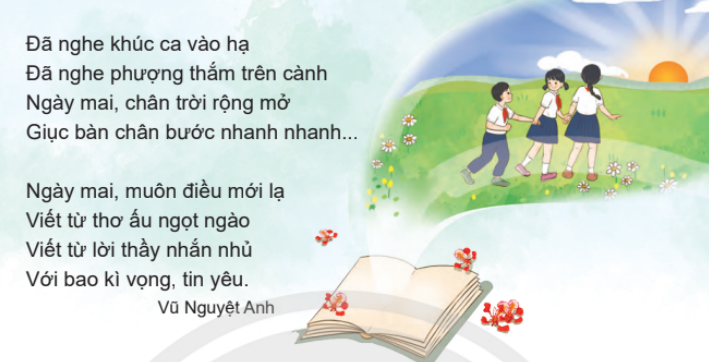 Đã nghe khúc ca vào hạ
Đã nghe phượng thắm trên cành
Ngày mai, chân trời rộng mở
Giục bàn chân bước nhanh nhanh...
Ngày mai, muôn điều mới lạ
Viết từ thơ ấu ngọt ngào
Viết từ lời thầy nhắn nhủ
Với bao kì vọng, tin yêu.
Vũ Nguyệt Anh